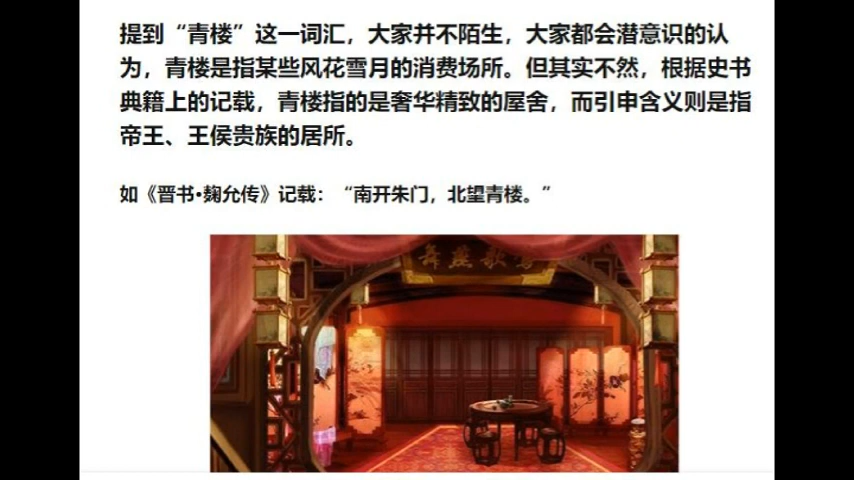 提到“青楼”这一词汇，大家并不陌生，大家都会潜意识的认
为，青楼是指某些风花雪月的消费场所。但其实不然，根据史书
典籍上的记载，青楼指的是奢华精致的屋舍，而引申含义则是指
帝王、王侯贵族的居所。
如《晋书·麹允传》记载：“南开朱门，北望青楼。”